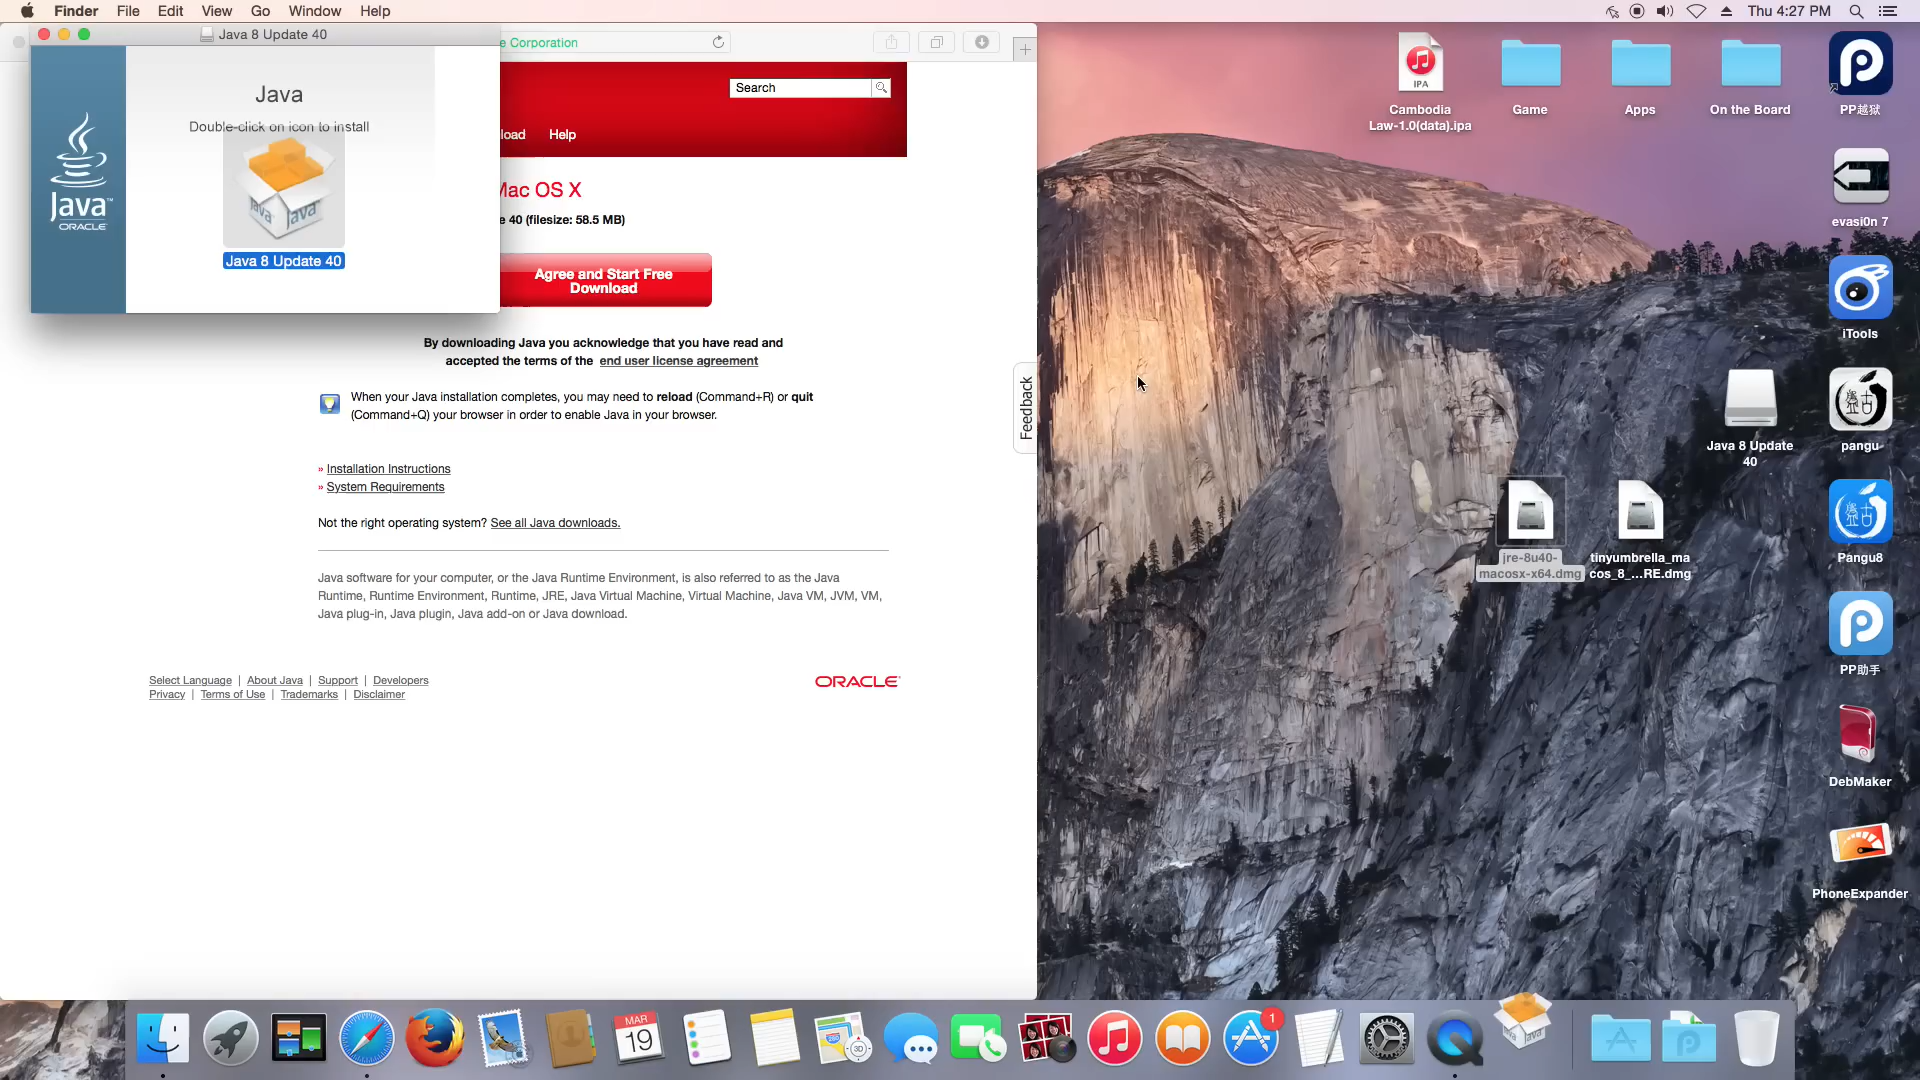 Finder File Edit View Go Window Help
Thu 4:27 PM
Java 8 Update 40
e Corporation
Java
Double-click on icon to install
Java
ORACLE
Java 8 Update 40
Search
load Help
Mac OS X
e 40 (filesize: 58.5 MB)
Agree and Start Free
Download
By downloading Java you acknowledge that you have read and
accepted the terms of the end user license agreement
When your Java installation completes, you may need to reload (Command+R) or quit
(Command+Q) your browser in order to enable Java in your browser.
Feedback
» Installation Instructions
» System Requirements
Not the right operating system? See all Java downloads.
Java software for your computer, or the Java Runtime Environment, is also referred to as the Java
Runtime, Runtime Environment, Runtime, JRE, Java Virtual Machine, Virtual Machine, Java VM, JVM, VM,
Java plug-in, Java plugin, Java add-on or Java download.
Select Language | About Java | Support | Developers
Privacy | Terms of Use | Trademarks | Disclaimer
ORACLE
IPA
Cambodia
Law-1.0(data).ipa
Game
Apps
On the Board
PP越狱
evasi0n 7
iTools
Java 8 Update
40
盘古
pangu
jre-8u40-
macosx-x64.dmg
tinyumbrella_ma
cos_8_...RE.dmg
盘古
Pangu8
PP助手
DebMaker
PhoneExpander
MAR
19
280
3D
1